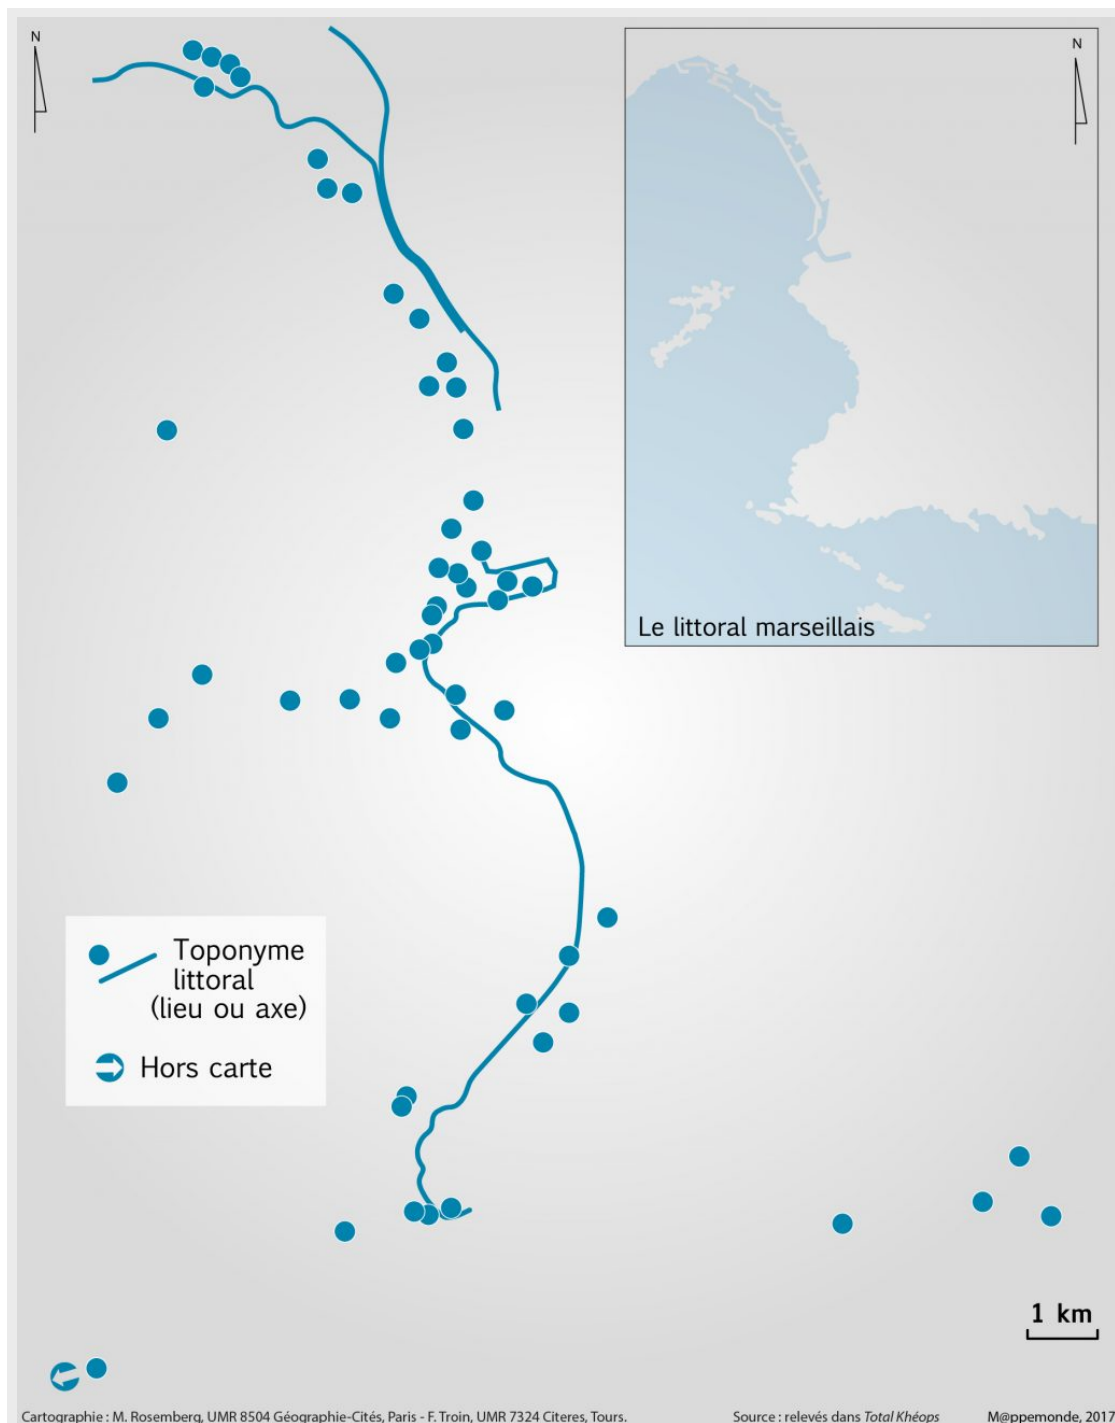 N
N
Le littoral marseillais
Toponyme
littoral
(lieu ou axe)
Hors carte
1 km
Cartographie : M. Rosemberg, UMR 8504 Géographie-Cités, Paris - F. Troin, UMR 7324 Citeres, Tours.
Source : relevés dans Total Khéops
M@ppemonde, 2017